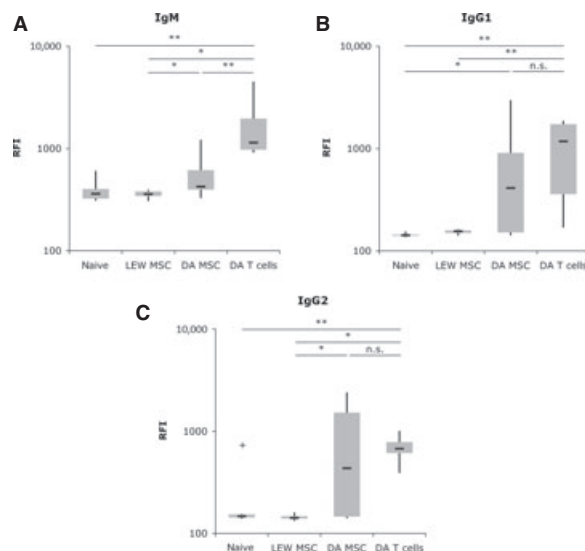 A
IgM
**
*
*
**
10,000
1000
100
RFI
Naive LEW MSC DA MSC DA T cells
B
IgG1
**
**
*
n.s.
10,000
1000
100
RFI
Naive LEW MSC DA MSC DA T cells
C
IgG2
**
*
*
n.s.
10,000
1000
100
RFI
Naive LEW MSC DA MSC DA T cells